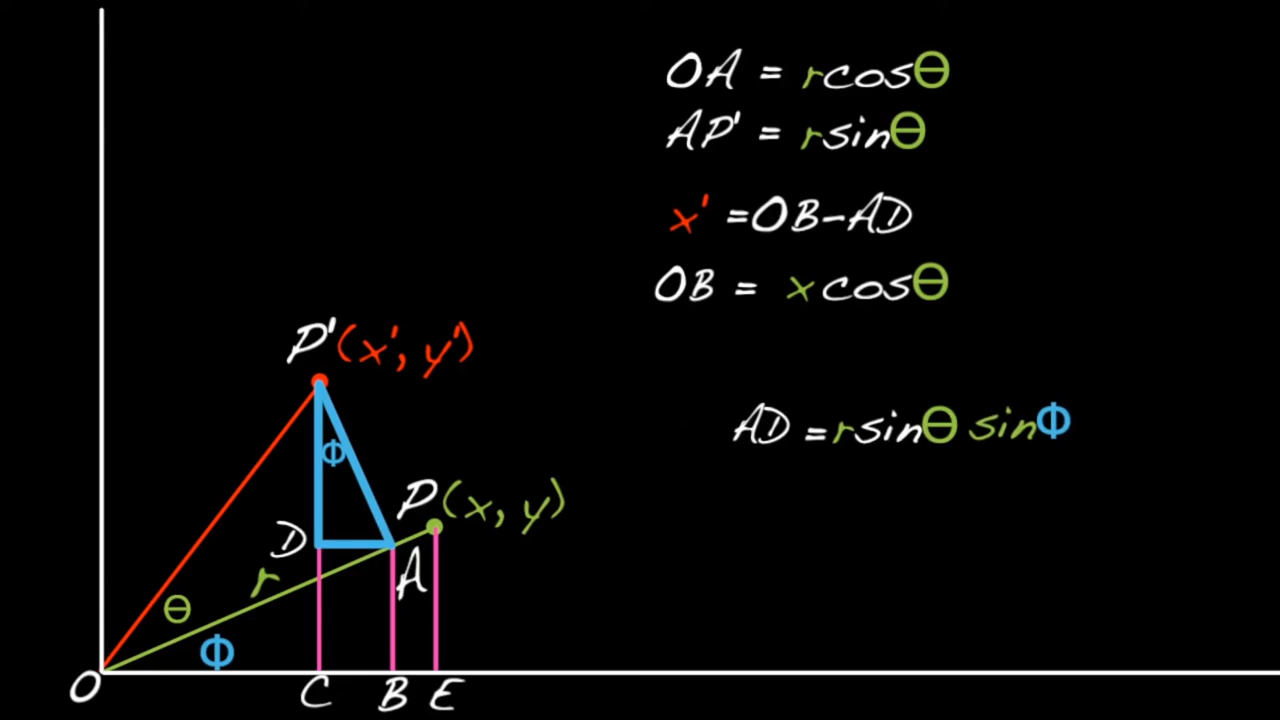 OA = rcosθ
AP' = rsinθ
x' =OB-AD
OB = xcosθ
P'(x', y')
AD =rsinθ sinΦ
Φ
P(x, y)
D
A
r
θ
Φ
O
C
B
E